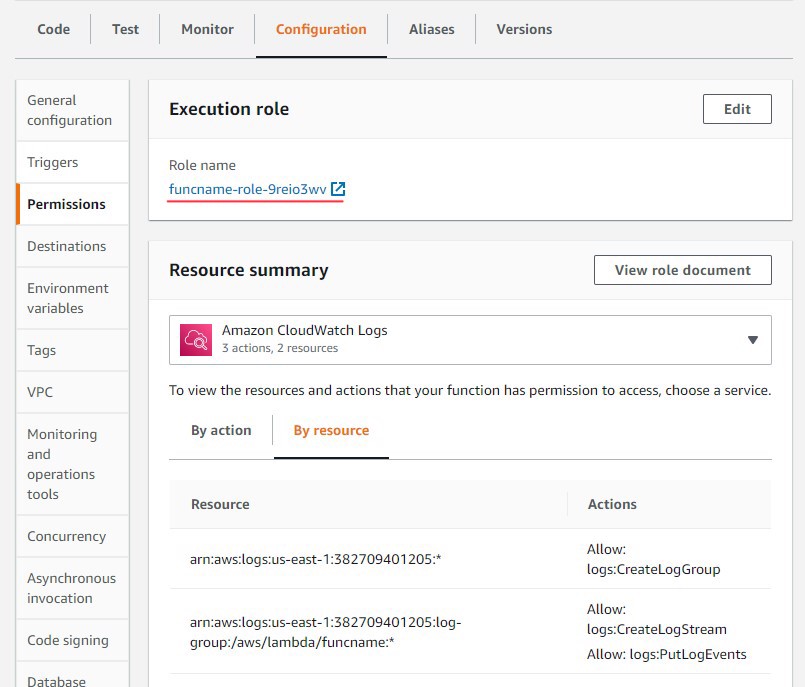 Code Test Monitor Configuration Aliases Versions
General
configuration
Triggers
Permissions
Destinations
Environment
variables
Tags
VPC
Monitoring
and
operations
tools
Concurrency
Asynchronous
invocation
Code signing
Database
Execution role
Edit
Role name
funcname-role-9reio3wv
Resource summary
View role document
Amazon CloudWatch Logs
3 actions, 2 resources
To view the resources and actions that your function has permission to access, choose a service.
By action By resource
Resource Actions
arn:aws:logs:us-east-1:382709401205:*
Allow:
logs:CreateLogGroup
arn:aws:logs:us-east-1:382709401205:log-
group:/aws/lambda/funcname:*
Allow:
logs:CreateLogStream
Allow: logs:PutLogEvents